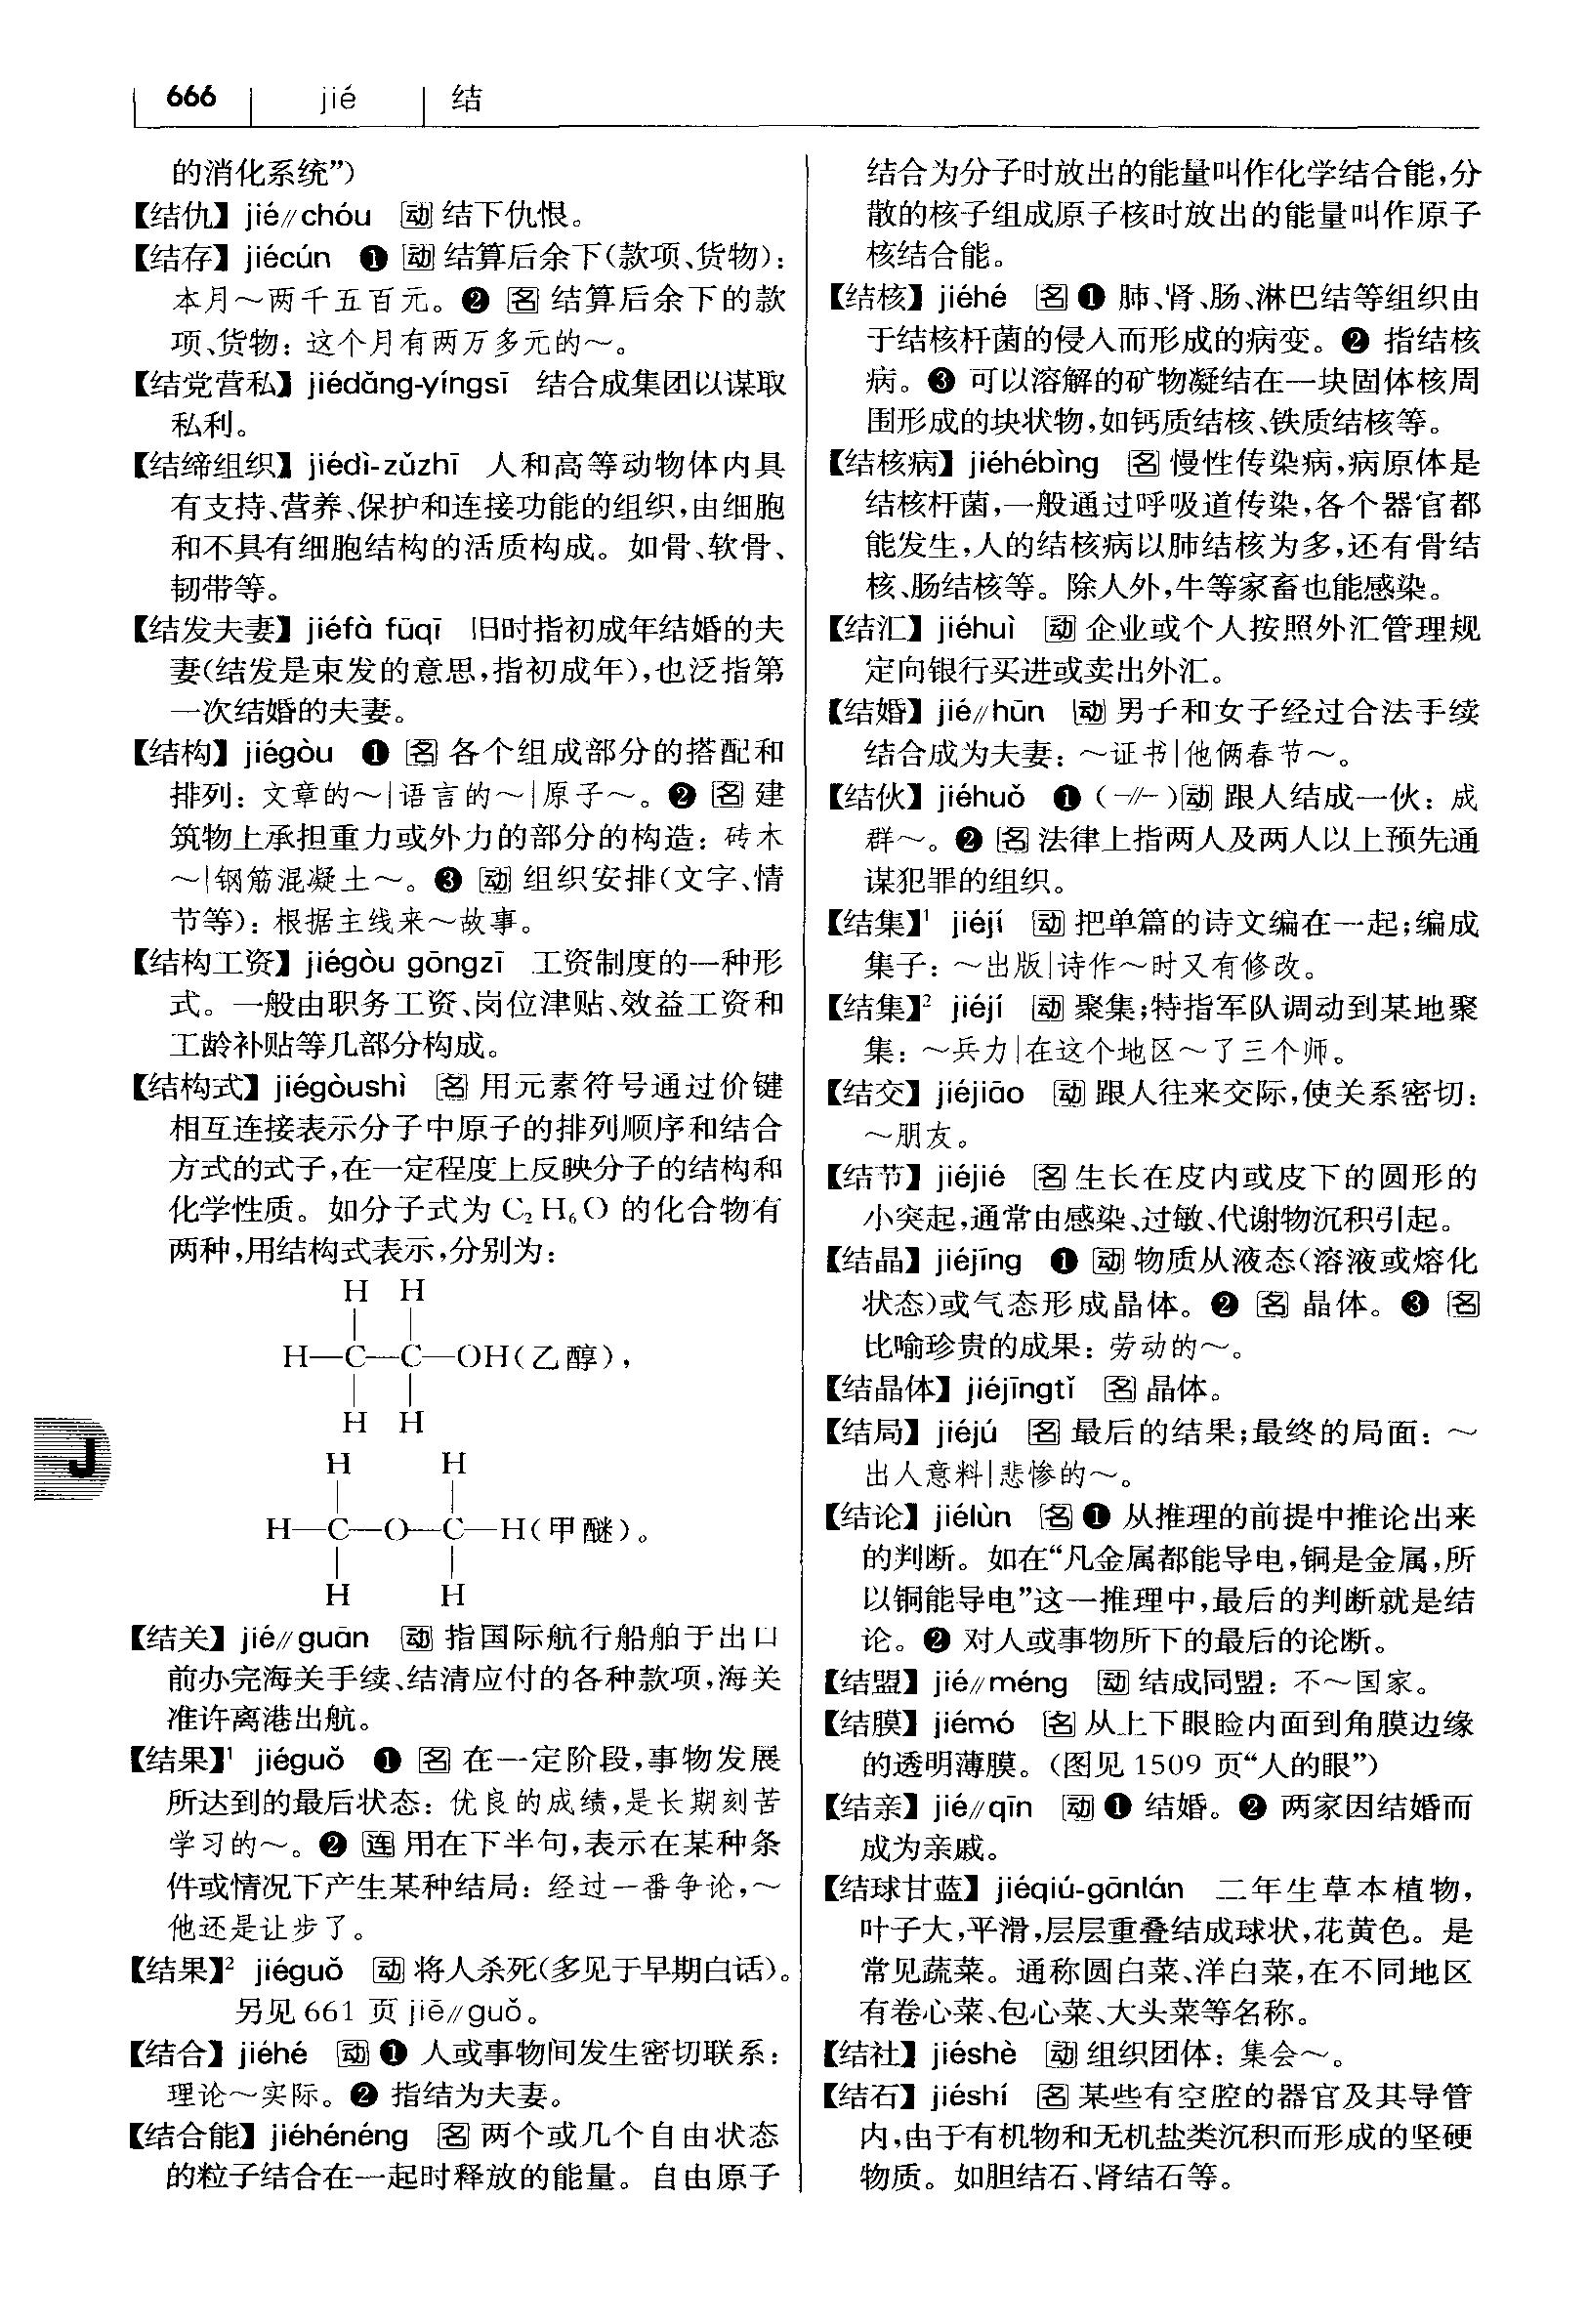 666 jié 结
的消化系统”)
【结仇】 jié∥chóu 动 结下仇恨。
【结存】 jiécún ❶ 动 结算后余下(款项、货物)：
本月～两千五百元。❷ 名 结算后余下的款
项、货物：这个月有两万多元的～。
【结党营私】 jiédǎng-yíngsī 结合成集团以谋取
私利。
【结缔组织】 jiédì-zǔzhī 人和高等动物体内具
有支持、营养、保护和连接功能的组织,由细胞
和不具有细胞结构的活质构成。如骨、软骨、
韧带等。
【结发夫妻】 jiéfà fūqī 旧时指初成年结婚的夫
妻(结发是束发的意思,指初成年),也泛指第
一次结婚的夫妻。
【结构】 jiégòu ❶ 名 各个组成部分的搭配和
排列：文章的～|语言的～|原子～。❷ 名 建
筑物上承担重力或外力的部分的构造：砖木
～|钢筋混凝土～。❸ 动 组织安排(文字、情
节等)：根据主线来～故事。
【结构工资】 jiégòu gōngzī 工资制度的一种形
式。一般由职务工资、岗位津贴、效益工资和
工龄补贴等几部分构成。
【结构式】 jiégòushì 名 用元素符号通过价键
相互连接表示分子中原子的排列顺序和结合
方式的式子,在一定程度上反映分子的结构和
化学性质。如分子式为 C₂H₆O 的化合物有
两种,用结构式表示,分别为：
H H
H—C—C—OH(乙醇),
H H
H H
H—C—O—C—H(甲醚)。
H H
【结关】 jié∥guān 动 指国际航行船舶于出口
前办完海关手续、结清应付的各种款项,海关
准许离港出航。
【结果】¹ jiéguǒ ❶ 名 在一定阶段,事物发展
所达到的最后状态：优良的成绩,是长期刻苦
学习的～。❷ 连 用在下半句,表示在某种条
件或情况下产生某种结局：经过一番争论,～
他还是让步了。
【结果】² jiéguǒ 动 将人杀死(多见于早期白话)。
另见 661 页 jiē∥guǒ。
【结合】 jiéhé 动 ❶ 人或事物间发生密切联系：
理论～实际。❷ 指结为夫妻。
【结合能】 jiéhénéng 名 两个或几个自由状态
的粒子结合在一起时释放的能量。自由原子
J
结合为分子时放出的能量叫作化学结合能,分
散的核子组成原子核时放出的能量叫作原子
核结合能。
【结核】 jiéhé 名 ❶ 肺、肾、肠、淋巴结等组织由
于结核杆菌的侵入而形成的病变。❷ 指结核
病。❸ 可以溶解的矿物凝结在一块固体核周
围形成的块状物,如钙质结核、铁质结核等。
【结核病】 jiéhébìng 名 慢性传染病,病原体是
结核杆菌,一般通过呼吸道传染,各个器官都
能发生,人的结核病以肺结核为多,还有骨结
核、肠结核等。除人外,牛等家畜也能感染。
【结汇】 jiéhuì 动 企业或个人按照外汇管理规
定向银行买进或卖出外汇。
【结婚】 jié∥hūn 动 男子和女子经过合法手续
结合成为夫妻：～证书|他俩春节～。
【结伙】 jiéhuǒ ❶ (-∥-)动 跟人结成一伙：成
群～。❷ 名 法律上指两人及两人以上预先通
谋犯罪的组织。
【结集】¹ jiéjí 动 把单篇的诗文编在一起;编成
集子：～出版|诗作～时又有修改。
【结集】² jiéjí 动 聚集;特指军队调动到某地聚
集：～兵力|在这个地区～了三个师。
【结交】 jiéjiāo 动 跟人往来交际,使关系密切：
～朋友。
【结节】 jiéjié 名 生长在皮内或皮下的圆形的
小突起,通常由感染、过敏、代谢物沉积引起。
【结晶】 jiéjīng ❶ 动 物质从液态(溶液或熔化
状态)或气态形成晶体。❷ 名 晶体。❸ 名
比喻珍贵的成果：劳动的～。
【结晶体】 jiéjīngtǐ 名 晶体。
【结局】 jiéjú 名 最后的结果;最终的局面：～
出人意料|悲惨的～。
【结论】 jiélùn 名 ❶ 从推理的前提中推论出来
的判断。如在“凡金属都能导电,铜是金属,所
以铜能导电”这一推理中,最后的判断就是结
论。❷ 对人或事物所下的最后的论断。
【结盟】 jié∥méng 动 结成同盟：不～国家。
【结膜】 jiémó 名 从上下眼睑内面到角膜边缘
的透明薄膜。(图见 1509 页“人的眼”)
【结亲】 jié∥qīn 动 ❶ 结婚。❷ 两家因结婚而
成为亲戚。
【结球甘蓝】 jiéqiú-gānlán 二年生草本植物,
叶子大,平滑,层层重叠结成球状,花黄色。是
常见蔬菜。通称圆白菜、洋白菜,在不同地区
有卷心菜、包心菜、大头菜等名称。
【结社】 jiéshè 动 组织团体：集会～。
【结石】 jiéshí 名 某些有空腔的器官及其导管
内,由于有机物和无机盐类沉积而形成的坚硬
物质。如胆结石、肾结石等。